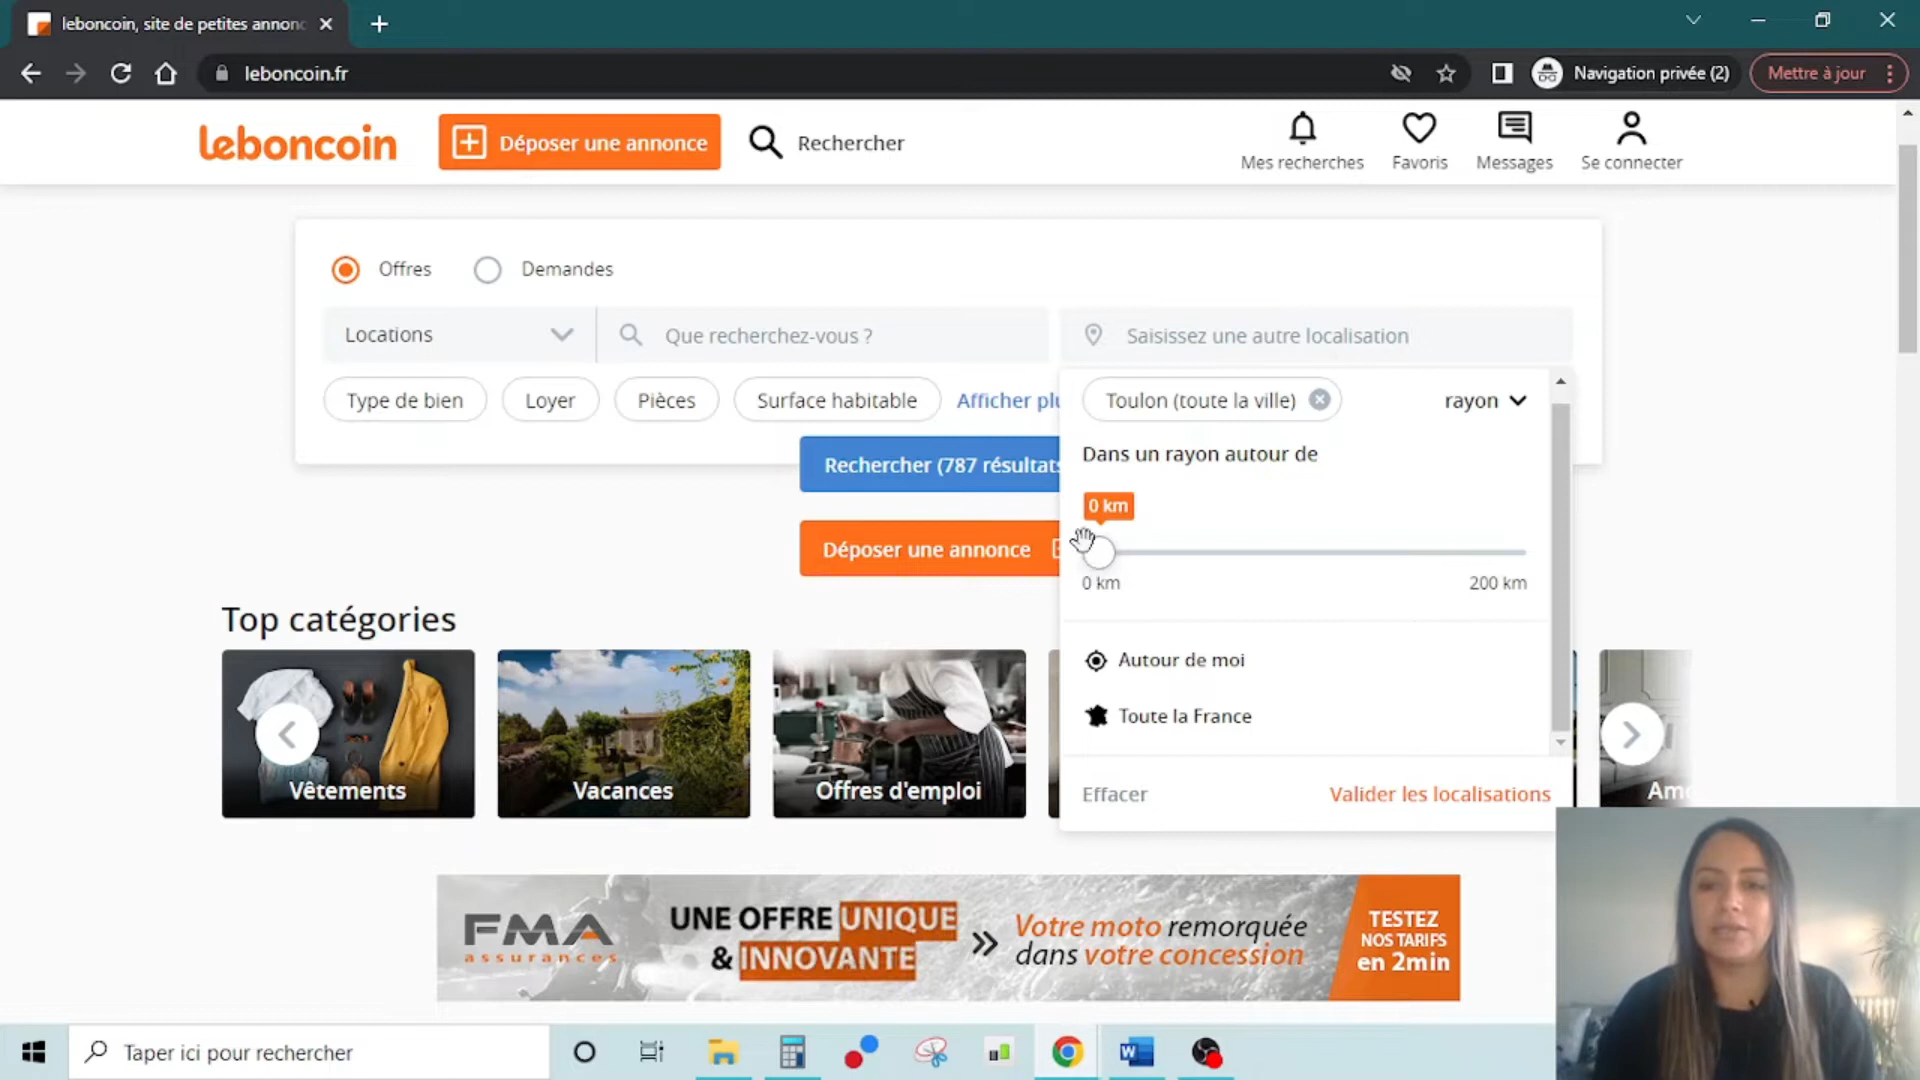 leboncoin, site de petites annonc
leboncoin.fr
Navigation privée (2)
Mettre à jour
leboncoin
Déposer une annonce
Rechercher
Mes recherches
Favoris
Messages
Se connecter
Offres
Demandes
Locations
Que recherchez-vous ?
Saisissez une autre localisation
Type de bien
Loyer
Pièces
Surface habitable
Afficher plu
Toulon (toute la ville)
rayon
Rechercher (787 résultats
Dans un rayon autour de
0 km
Déposer une annonce
0 km
200 km
Top catégories
Autour de moi
Toute la France
Vêtements
Vacances
Offres d'emploi
Ame
Effacer
Valider les localisations
FMA
assurances
UNE OFFRE UNIQUE
& INNOVANTE
Votre moto remorquée
dans votre concession
TESTEZ
NOS TARIFS
en 2min
Taper ici pour rechercher